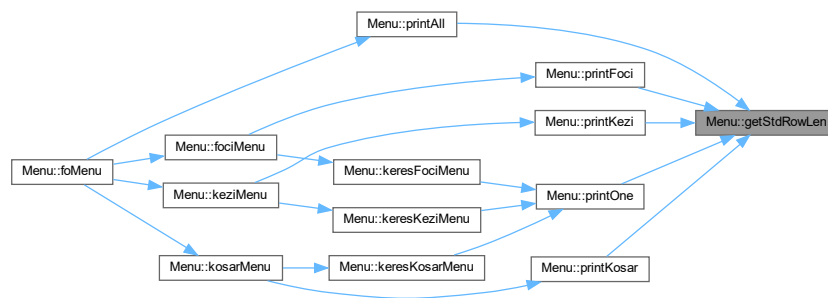 Menu::printAll
Menu::printFoci
Menu::printKezi
Menu::getStdRowLen
Menu::fociMenu
Menu::foMenu
Menu::keresFociMenu
Menu::keziMenu
Menu::printOne
Menu::keresKeziMenu
Menu::kosarMenu
Menu::keresKosarMenu
Menu::printKosar